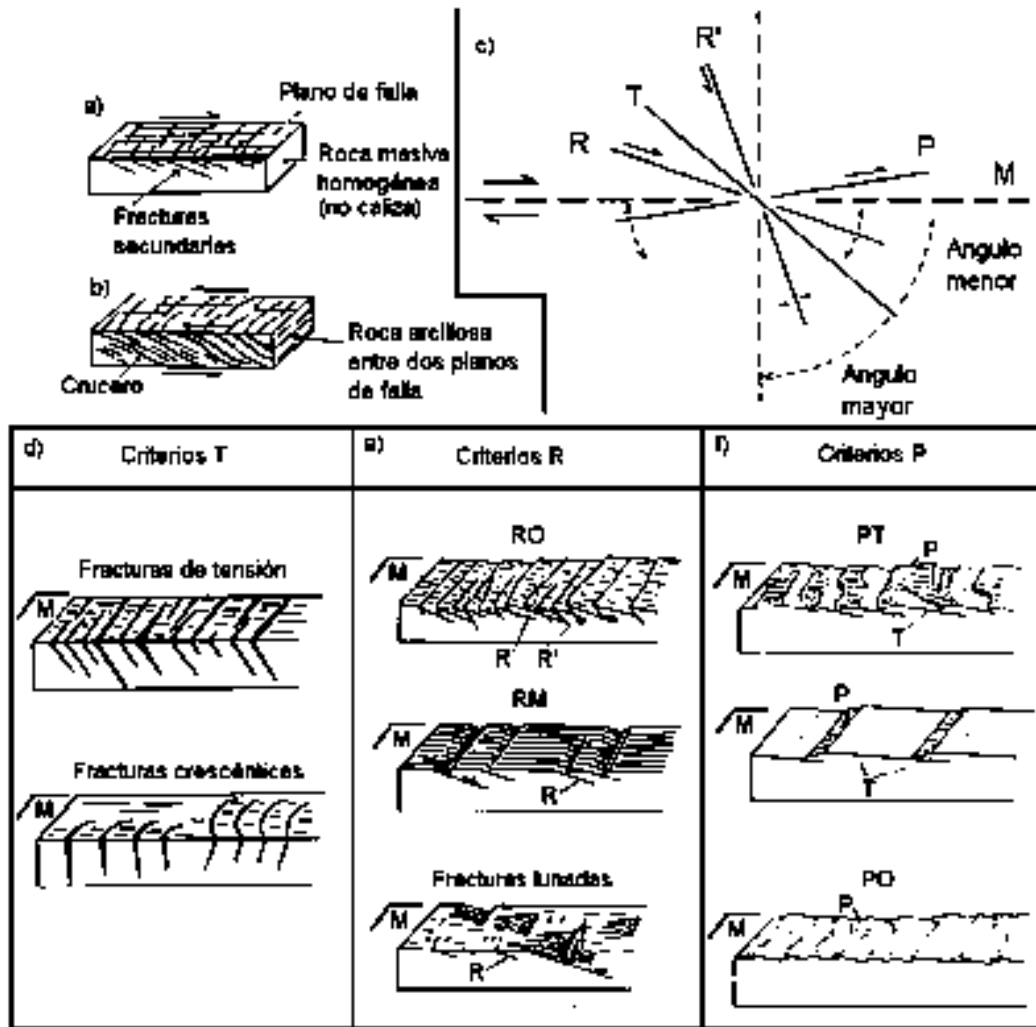 a)
Plano de falla
Roca masiva
homogénea
(no caliza)
Fracturas
secundarias
b)
Roca arcillosa
entre dos planos
de falla
Crucero
c)
R'
T
R
P
M
Angulo
menor
Angulo
mayor
d)
Criterios T
Fracturas de tensión
M
Fracturas crescénticas
M
e)
Criterios R
RO
M
R R'
RM
M
R
Fracturas lunadas
M
R
f)
Criterios P
PT
P
M
T
P
M
T
PO
P
M